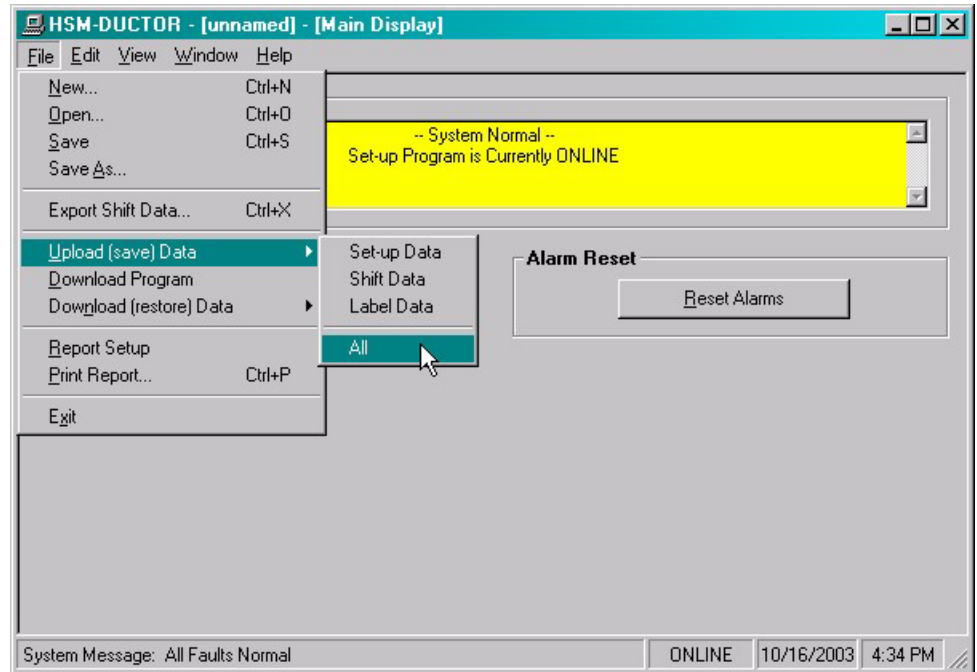 HSM-DUCTOR - [unnamed] - [Main Display]
File Edit View Window Help
New... Ctrl+N
Open... Ctrl+O
Save Ctrl+S
Save As...
Export Shift Data... Ctrl+X
Upload (save) Data
Download Program
Download (restore) Data
Report Setup
Print Report... Ctrl+P
Exit
Set-up Data
Shift Data
Label Data
All
-- System Normal --
Set-up Program is Currently ONLINE
Alarm Reset
Reset Alarms
System Message: All Faults Normal ONLINE 10/16/2003 4:34 PM